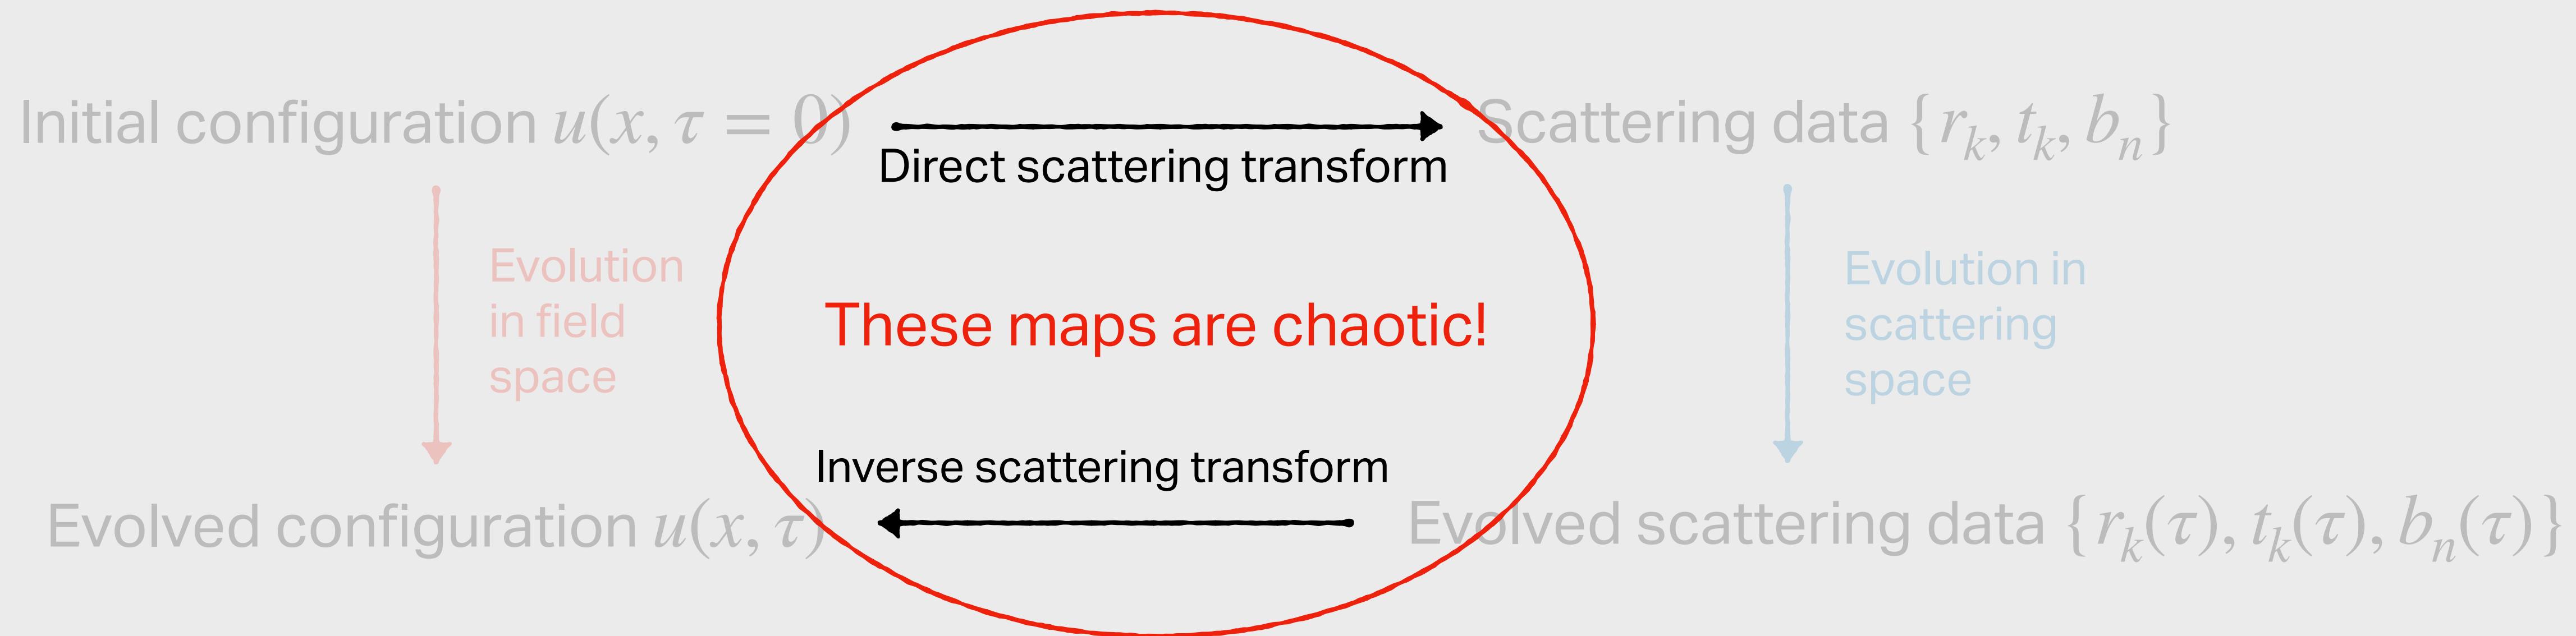 Initial configuration u(x, τ = 0)
Direct scattering transform
Scattering data {r_k, t_k, b_n}
Evolution
in field
space
These maps are chaotic!
Evolution in
scattering
space
Inverse scattering transform
Evolved configuration u(x, τ)
Evolved scattering data {r_k(τ), t_k(τ), b_n(τ)}